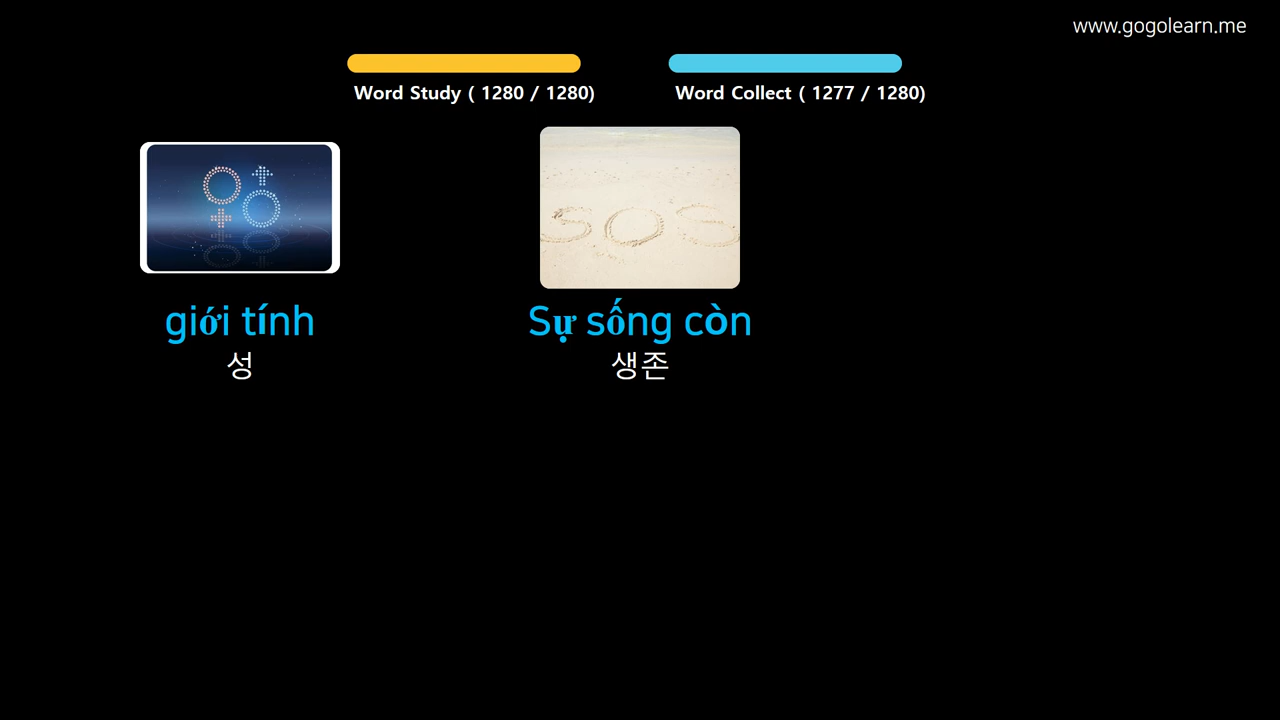 www.gogolearn.me
Word Study ( 1280 / 1280)
Word Collect ( 1277 / 1280)
SOS
giới tính
Sự sống còn
성
생존